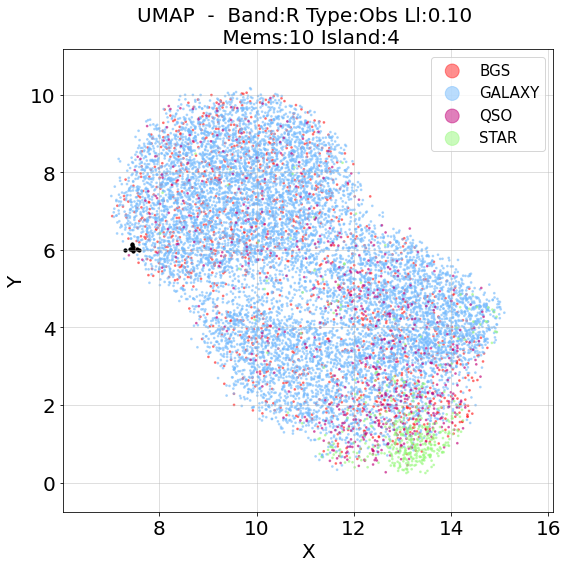 UMAP - Band:R Type:Obs Ll:0.10
Mems:10 Island:4
BGS
GALAXY
QSO
STAR
10
8
6
4
2
0
Y
8 10 12 14 16
X